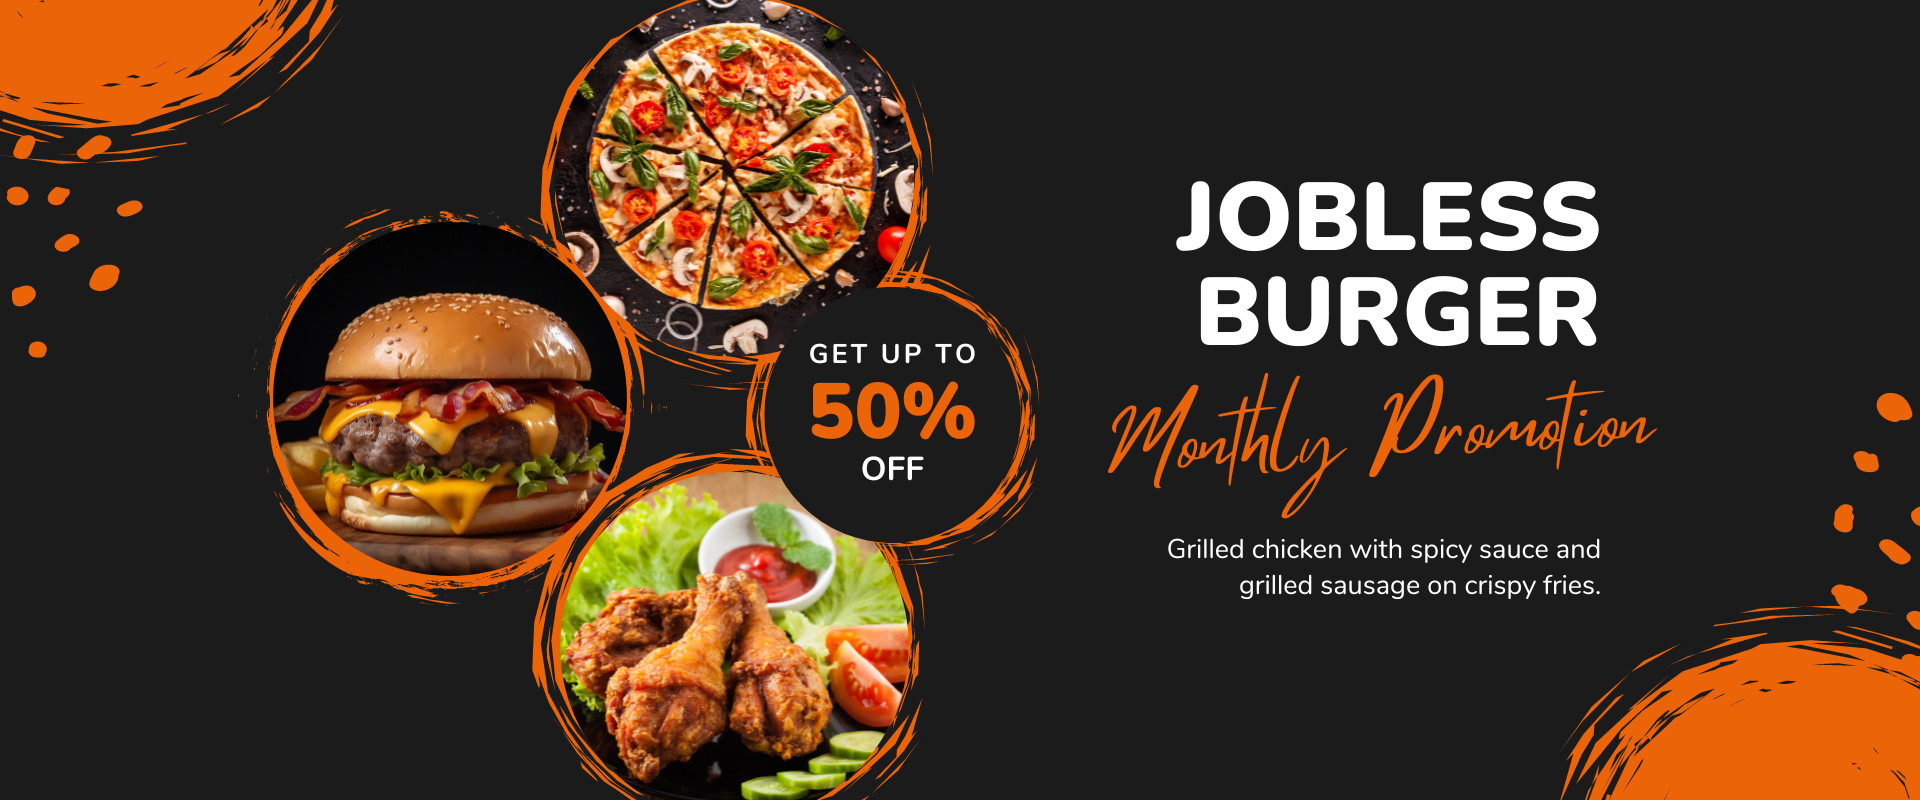 GET UP TO
50%
OFF
JOBLESS
BURGER
Monthly Promotion
Grilled chicken with spicy sauce and
grilled sausage on crispy fries.